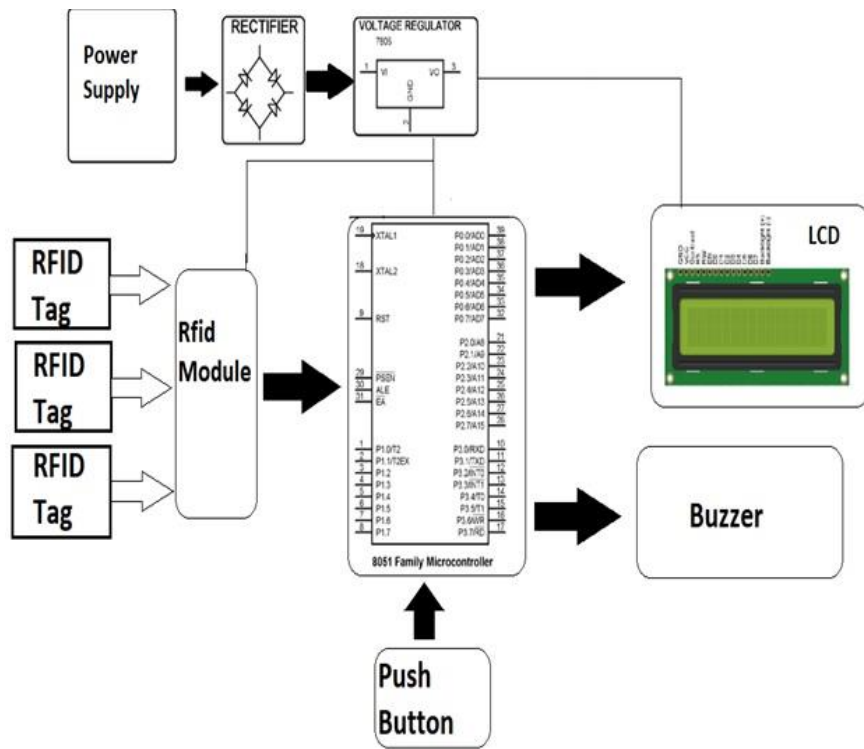 Power
Supply
RECTIFIER
VOLTAGE REGULATOR
7805
1
VI
VO
3
GND
2
LCD
RFID
Tag
RFID
Tag
RFID
Tag
Rfid
Module
19 XTAL1
18 XTAL2
9 RST
29 PSEN
30 ALE
31 EA
1 P1.0/T2
2 P1.1/T2EX
3 P1.2
4 P1.3
5 P1.4
6 P1.5
7 P1.6
8 P1.7
P0.0/AD0 39
P0.1/AD1 38
P0.2/AD2 37
P0.3/AD3 36
P0.4/AD4 35
P0.5/AD5 34
P0.6/AD6 33
P0.7/AD7 32
P2.0/A8 21
P2.1/A9 22
P2.2/A10 23
P2.3/A11 24
P2.4/A12 25
P2.5/A13 26
P2.6/A14 27
P2.7/A15 28
P3.0/RXD 10
P3.1/TXD 11
P3.2/INT0 12
P3.3/INT1 13
P3.4/T0 14
P3.5/T1 15
P3.6/WR 16
P3.7/RD 17
8051 Family Microcontroller
Buzzer
Push
Button